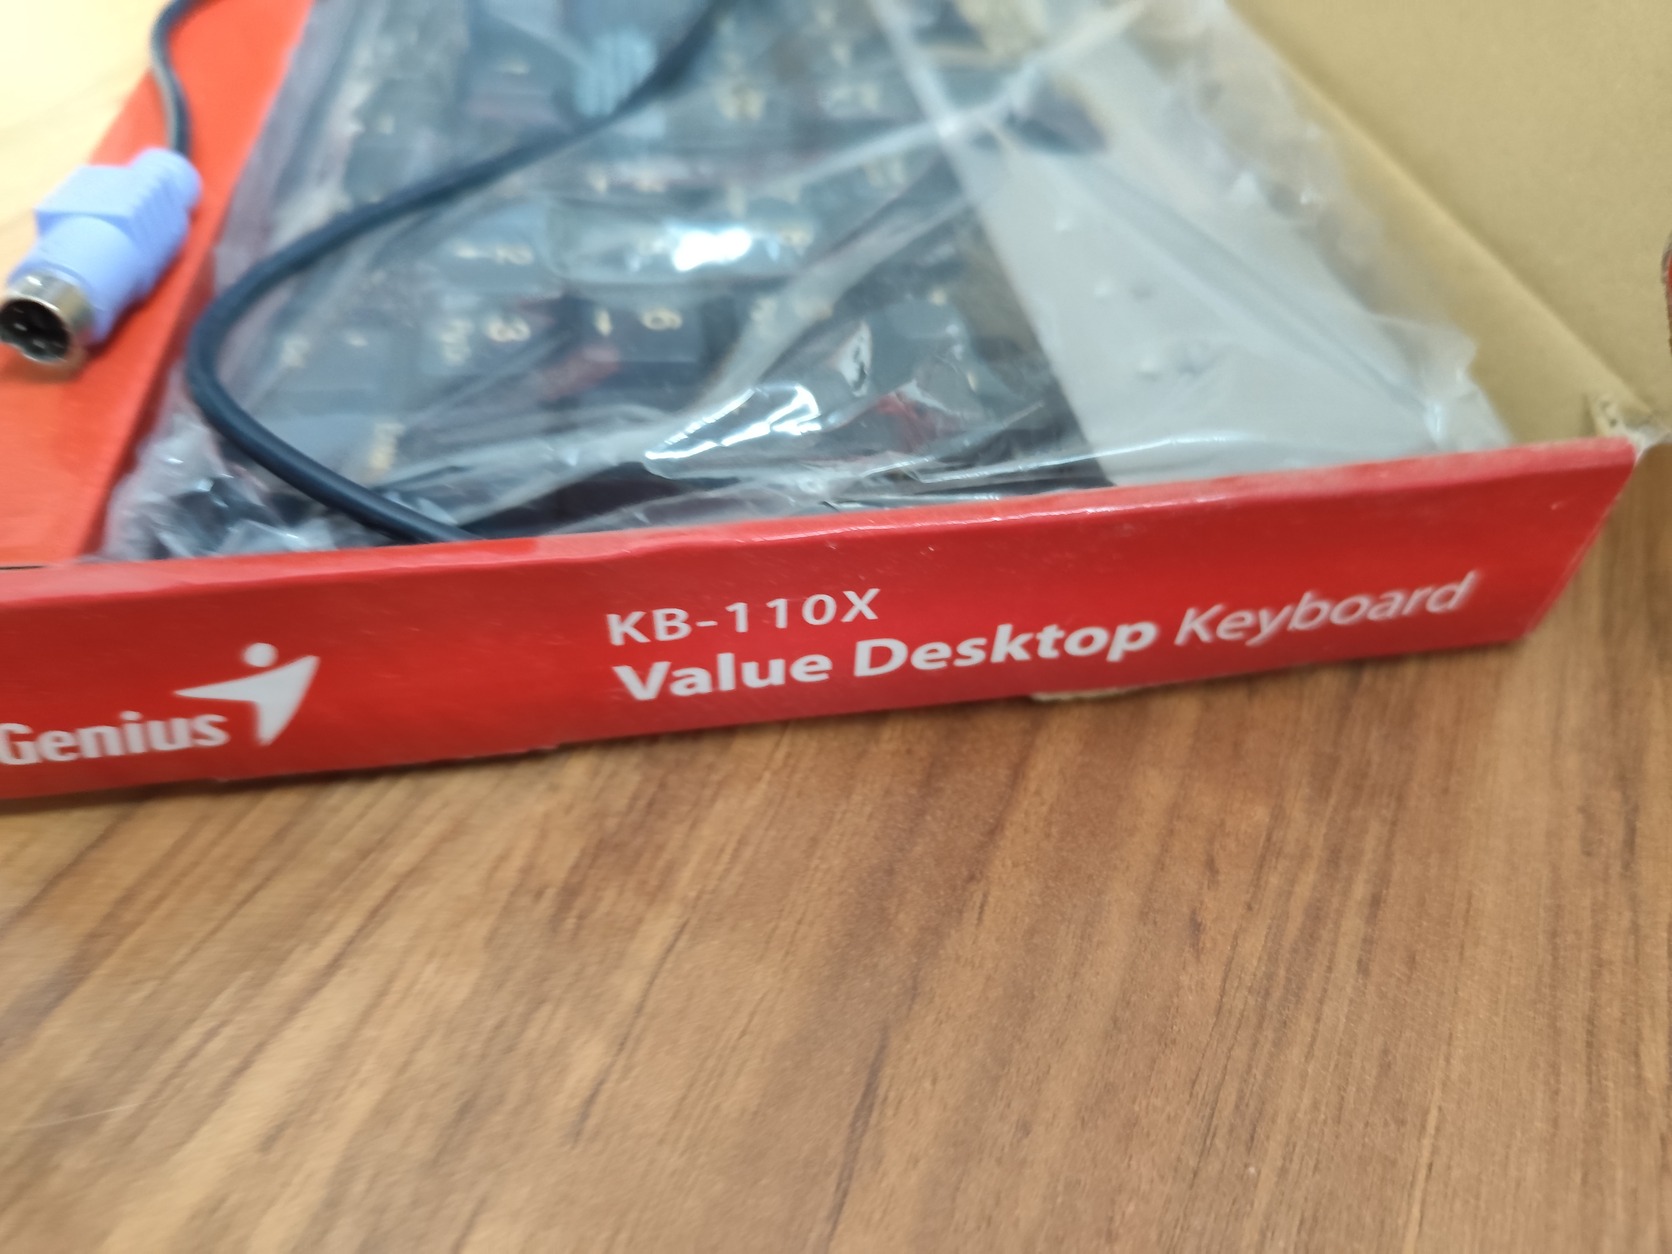 KB-110X
Value Desktop Keyboard
Genius